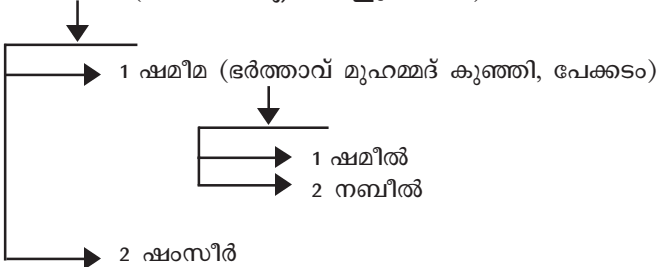 1 ഷമീമ (ഭർത്താവ് മുഹമ്മദ് കുഞ്ഞി, പേക്കടം)
1 ഷമീൽ
2 നബീൽ
2 ഷംസീർ